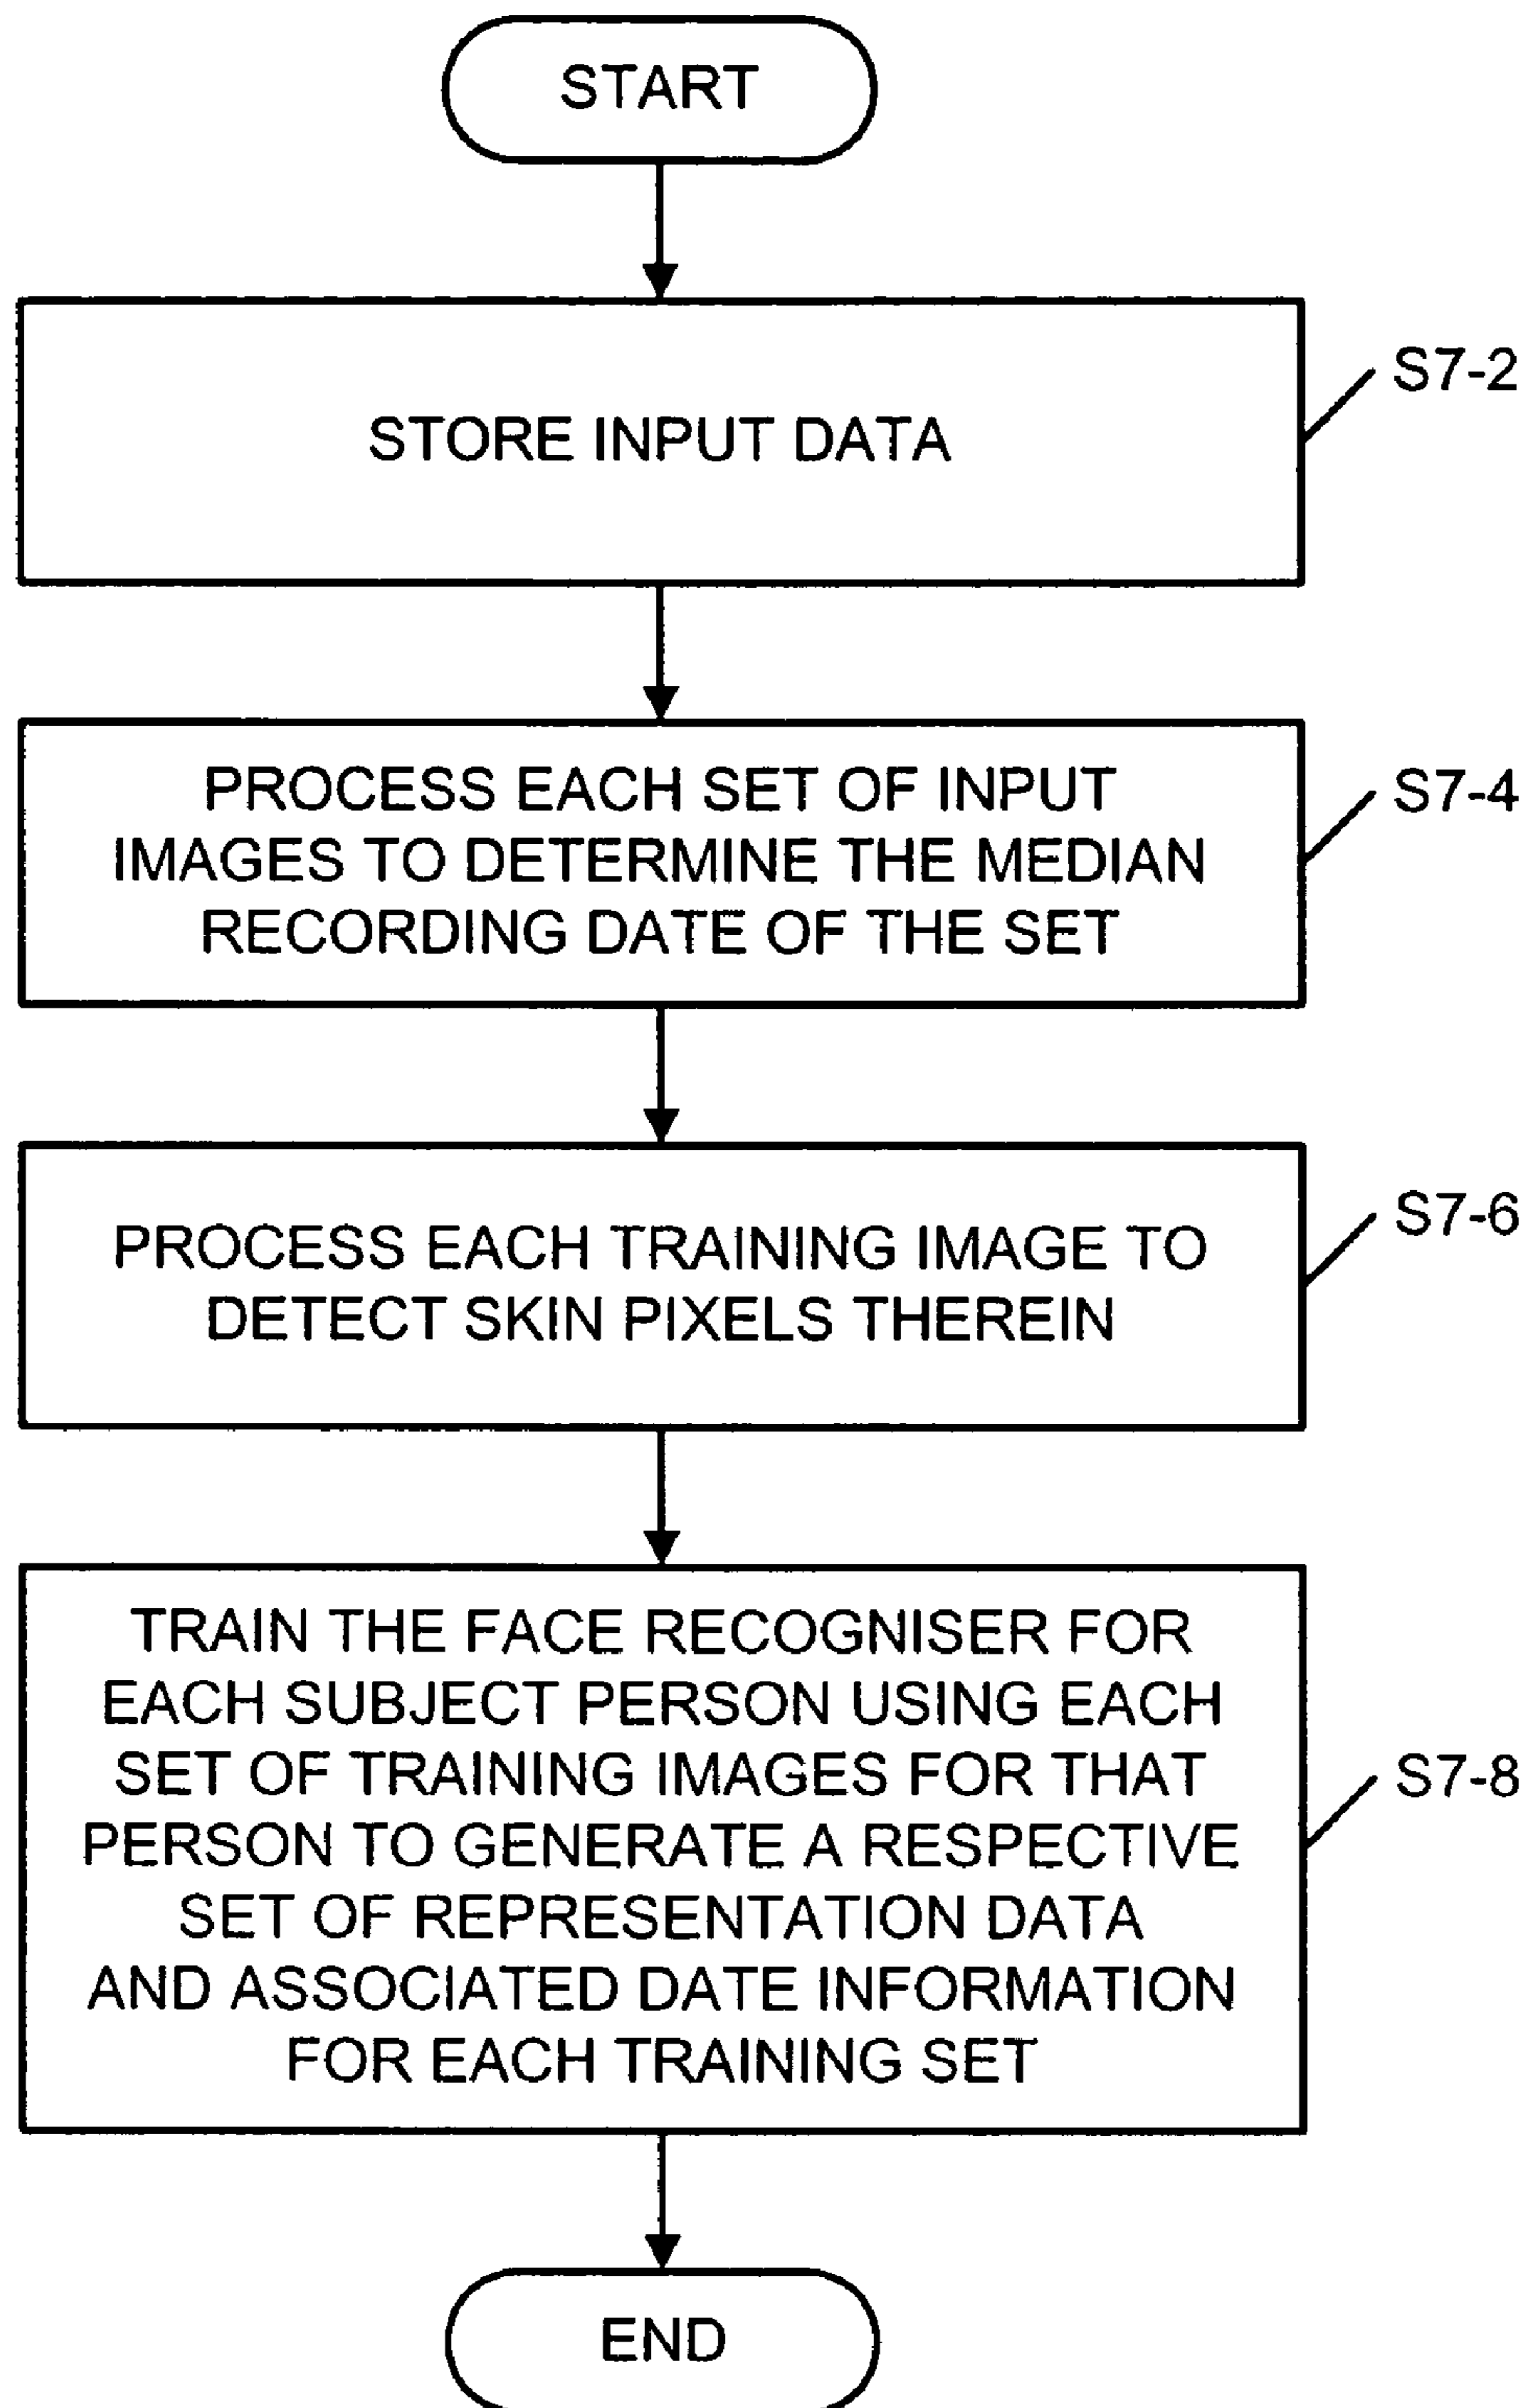 START
STORE INPUT DATA
S7-2
PROCESS EACH SET OF INPUT
IMAGES TO DETERMINE THE MEDIAN
RECORDING DATE OF THE SET
S7-4
PROCESS EACH TRAINING IMAGE TO
DETECT SKIN PIXELS THEREIN
S7-6
TRAIN THE FACE RECOGNISER FOR
EACH SUBJECT PERSON USING EACH
SET OF TRAINING IMAGES FOR THAT
PERSON TO GENERATE A RESPECTIVE
SET OF REPRESENTATION DATA
AND ASSOCIATED DATE INFORMATION
FOR EACH TRAINING SET
S7-8
END